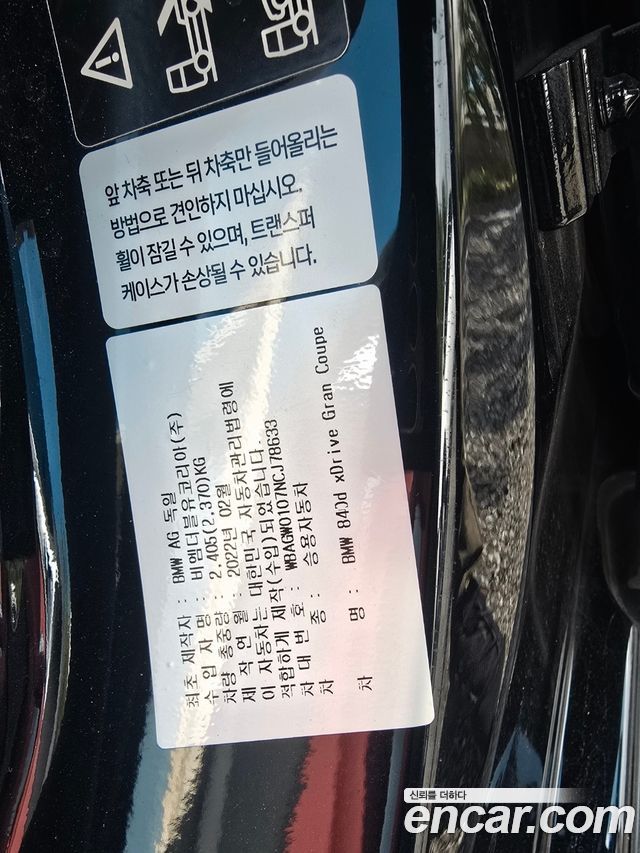 앞 차축 또는 뒤 차축만 들어올리는
방법으로 견인하지 마십시오.
휠이 잠길 수 있으며, 트랜스퍼
케이스가 손상될 수 있습니다.
최초 제작자 : BMW AG 독일
수 입 자 명 : 비엠더블유코리아(주)
차량 총중량 : 2,405(2,370)KG
제 작 연 월 : 2022년 02월
이 자동차는 대한민국 자동차관리법령에
적합하게 제작(수입)되었습니다.
차 대 번 호 : WBAGW0107NCJ78633
차 종 : 승용자동차
차 명 : BMW 840d xDrive Gran Coupe
신뢰를 더하다
encar.com